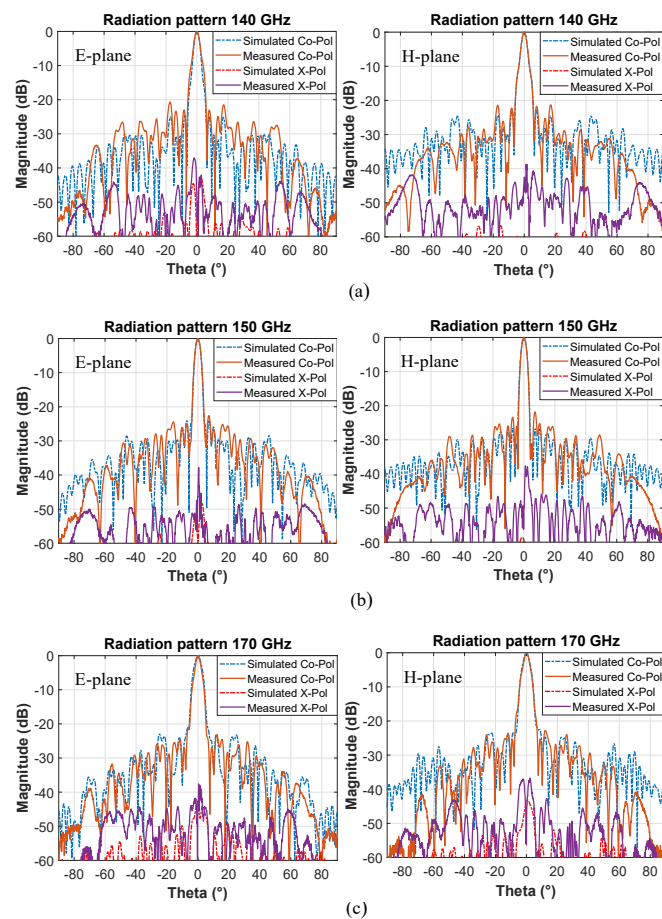 Radiation pattern 140 GHz
E-plane
Simulated Co-Pol
Measured Co-Pol
Simulated X-Pol
Measured X-Pol
Magnitude (dB)
0
-10
-20
-30
-40
-50
-60
-80 -60 -40 -20 0 20 40 60 80
Theta (°)
Radiation pattern 140 GHz
H-plane
Simulated Co-Pol
Measured Co-Pol
Simulated X-Pol
Measured X-Pol
Magnitude (dB)
0
-10
-20
-30
-40
-50
-60
-80 -60 -40 -20 0 20 40 60 80
Theta (°)
(a)
Radiation pattern 150 GHz
E-plane
Simulated Co-Pol
Measured Co-Pol
Simulated X-Pol
Measured X-Pol
Magnitude (dB)
0
-10
-20
-30
-40
-50
-60
-80 -60 -40 -20 0 20 40 60 80
Theta (°)
Radiation pattern 150 GHz
H-plane
Simulated Co-Pol
Measured Co-Pol
Simulated X-Pol
Measured X-Pol
Magnitude (dB)
0
-10
-20
-30
-40
-50
-60
-80 -60 -40 -20 0 20 40 60 80
Theta (°)
(b)
Radiation pattern 170 GHz
E-plane
Simulated Co-Pol
Measured Co-Pol
Simulated X-Pol
Measured X-Pol
Magnitude (dB)
0
-10
-20
-30
-40
-50
-60
-80 -60 -40 -20 0 20 40 60 80
Theta (°)
Radiation pattern 170 GHz
H-plane
Simulated Co-Pol
Measured Co-Pol
Simulated X-Pol
Measured X-Pol
Magnitude (dB)
0
-10
-20
-30
-40
-50
-60
-80 -60 -40 -20 0 20 40 60 80
Theta (°)
(c)